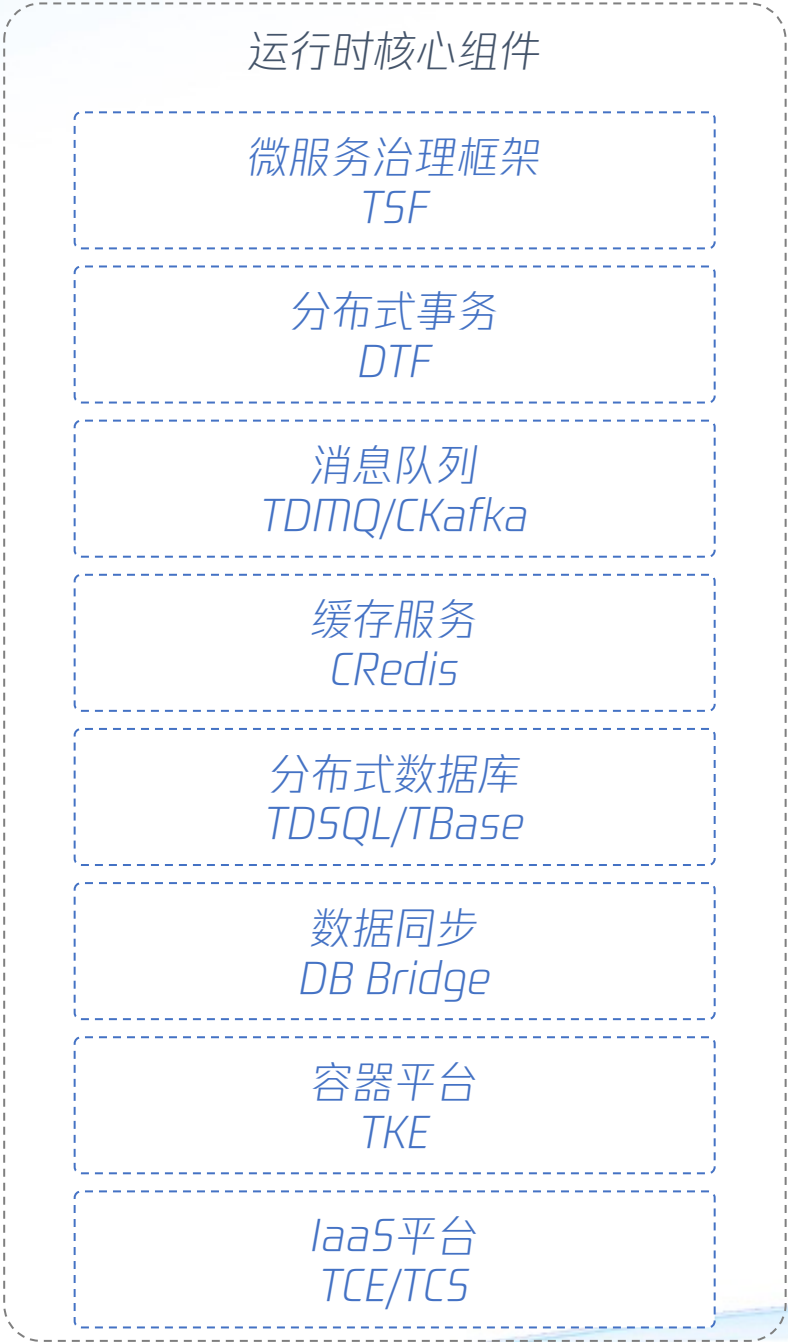 运行时核心组件
微服务治理框架
TSF
分布式事务
DTF
消息队列
TDMQ/CKafka
缓存服务
CRedis
分布式数据库
TDSQL/TBase
数据同步
DB Bridge
容器平台
TKE
IaaS平台
TCE/TCS